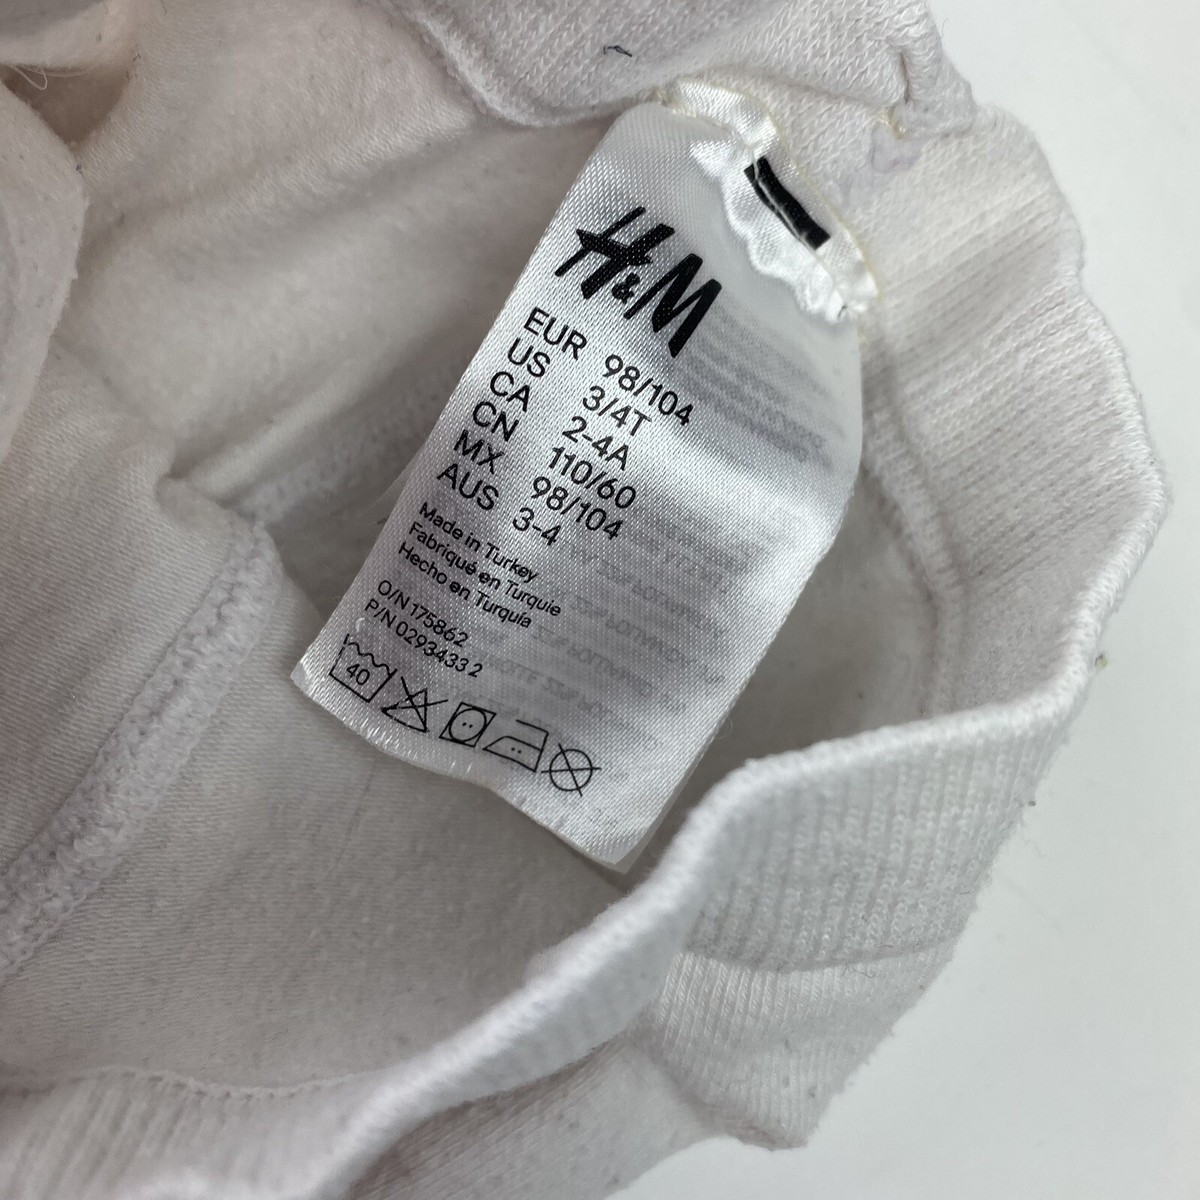 H&M
EUR 98/104
US 3/4T
CA 2-4A
CN 110/60
MX 98/104
AUS 3-4
Made in Turkey
Fabriqué en Turquie
Hecho en Turquía
O/N 175862
P/N 0293433 2
40